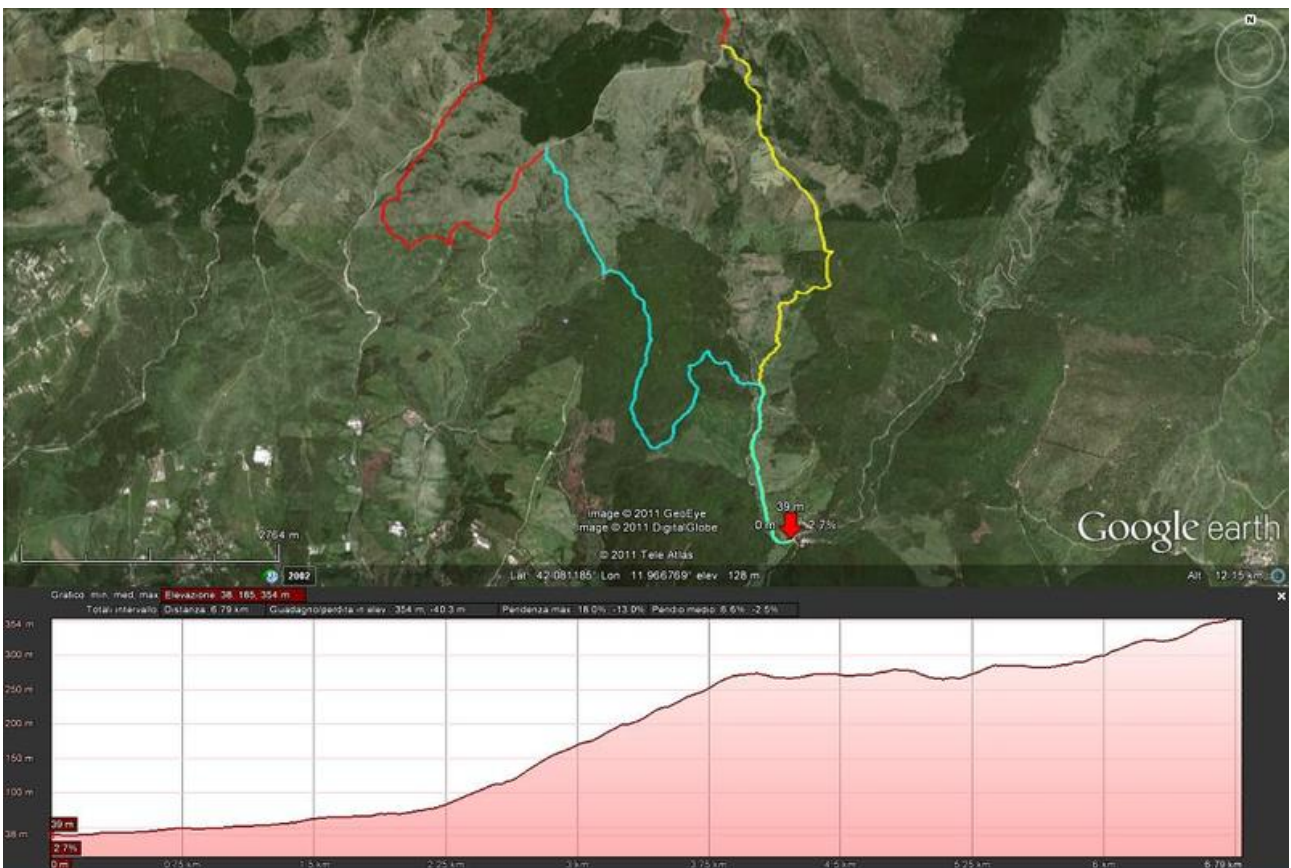 N
39 m
0 m 2.7%
2764 m
2002
Image © 2011 GeoEye
Image © 2011 DigitalGlobe
© 2011 Tele Atlas
Google earth
Lat 42.081185° Lon 11.966769° elev 128 m
Alt 12.15 km
Grafico min, med, max Elevazione 38, 185, 354 m
Totali intervallo Distanza 6.79 km Guadagno/perdita in elev 354 m, -40.3 m Pendenza max 18.0% -13.0% Pendio medio 6.6% -2.5%
354 m
300 m
250 m
200 m
150 m
100 m
39 m
38 m
2.7%
0 m 0.75 km 1.5 km 2.25 km 3 km 3.75 km 4.5 km 5.25 km 6 km 6.79 km